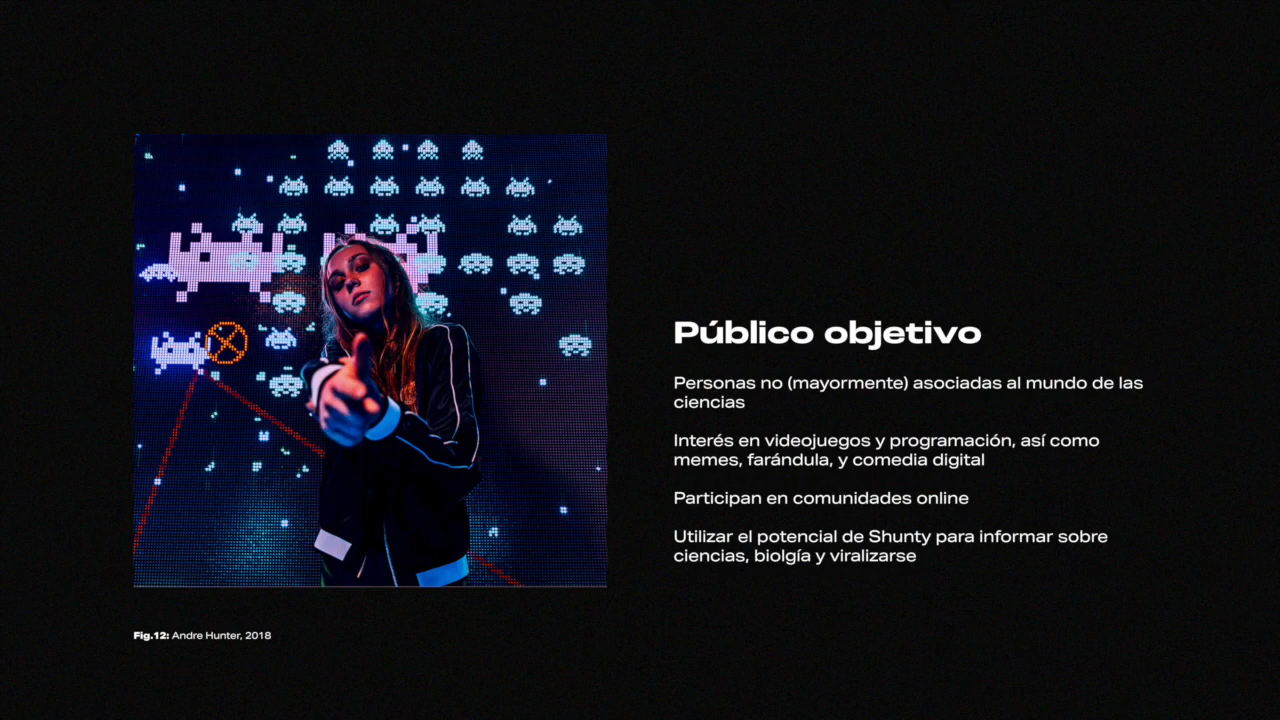 Público objetivo
Personas no (mayormente) asociadas al mundo de las
ciencias
Interés en videojuegos y programación, así como
memes, farándula, y comedia digital
Participan en comunidades online
Utilizar el potencial de Shunty para informar sobre
ciencias, biolgía y viralizarse
Fig.12: Andre Hunter, 2018